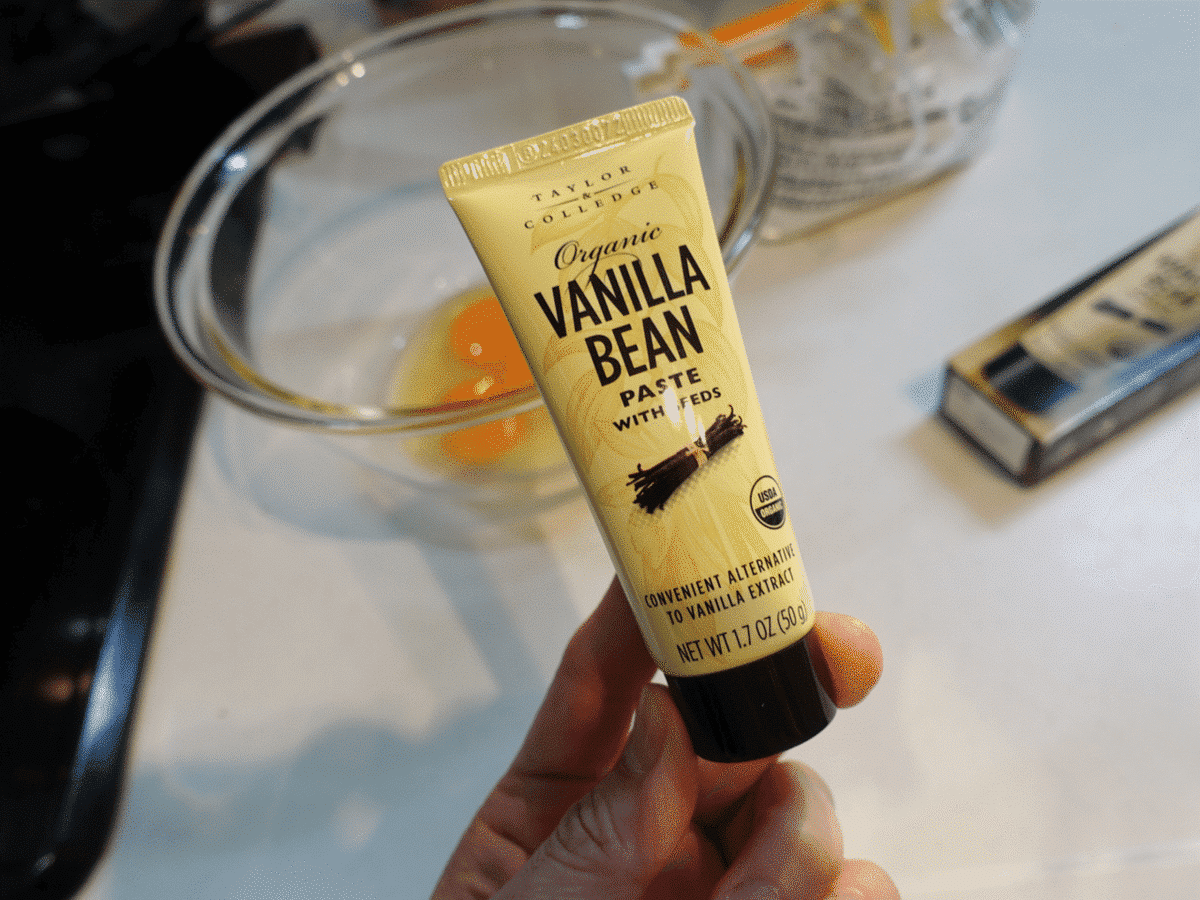 TAYLOR
&
COLLEDGE
Organic
VANILLA
BEAN
PASTE
WITH SEEDS
USDA
ORGANIC
CONVENIENT ALTERNATIVE
TO VANILLA EXTRACT
NET WT 1.7 OZ (50 g)